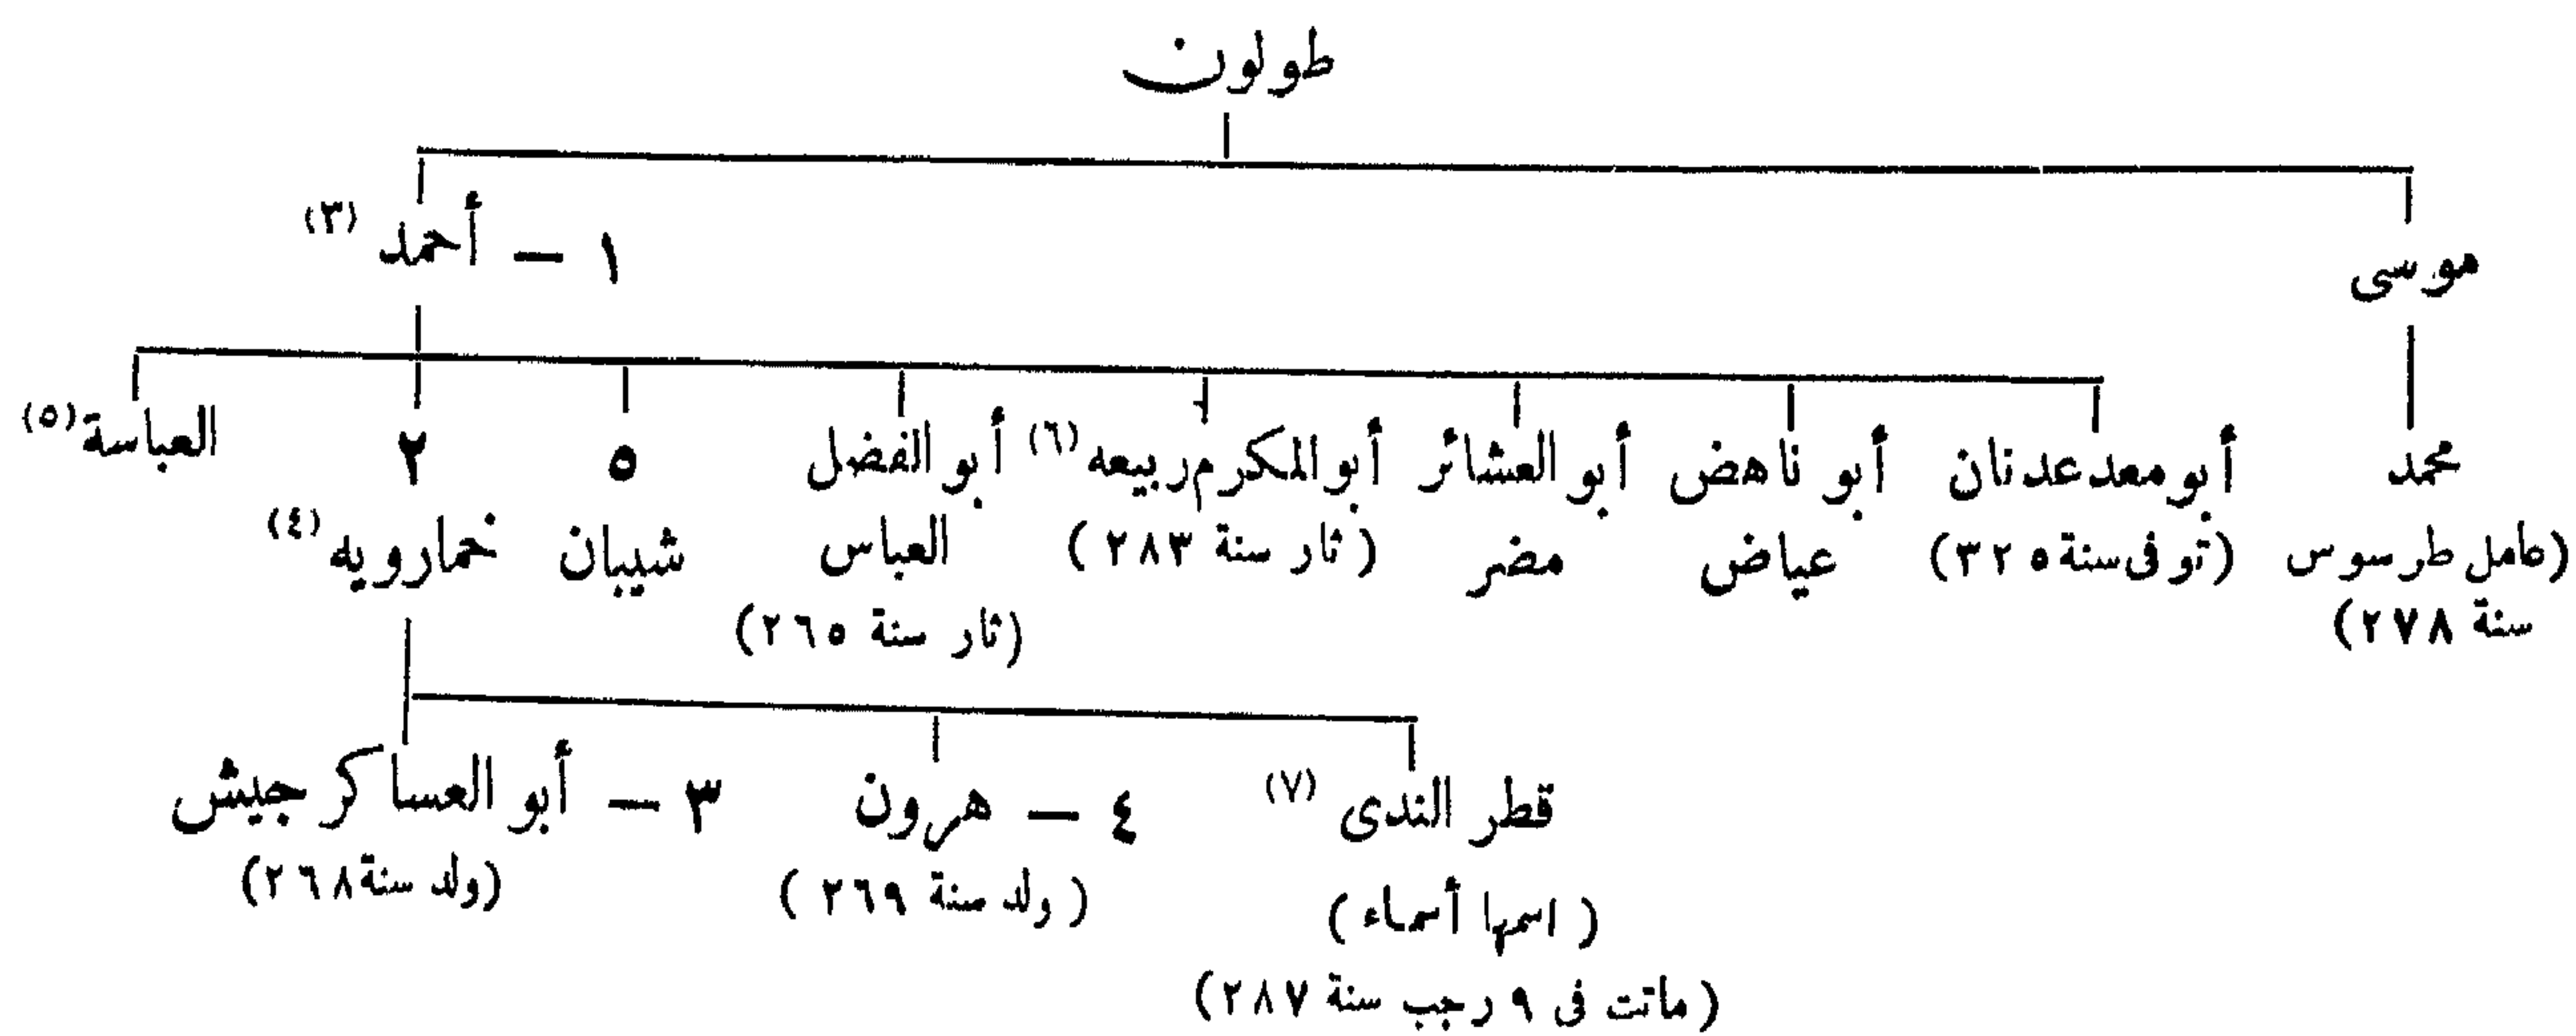 طولون
موسى
١ — أحمد (٣)
محمد
(عامل طرسوس
سنة ٢٧٨)
أبو معد عدنان
(توفى سنة ٣٢٥)
أبو ناهض
عياض
أبو العشائر
مضر
أبو المكرم ربيعه (٦)
(ثار سنة ٢٨٣)
أبو الفضل
العباس
(ثار سنة ٢٦٥)
٥
شيبان
٢
خمارويه (٤)
العباسة (٥)
قطر الندى (٧)
(اسمها أسماء)
(ماتت فى ٩ رجب سنة ٢٨٧)
٤ — هرون
(ولد سنة ٢٦٩)
٣ — أبو العساكر جيش
(ولد سنة ٢٦٨)